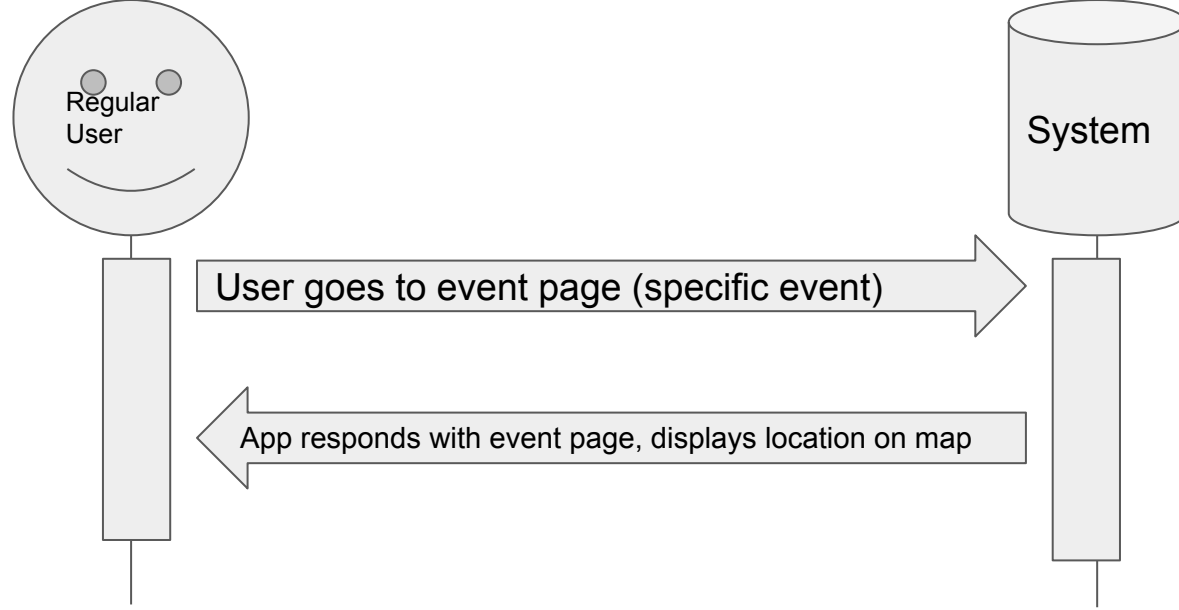 Regular
User
System
User goes to event page (specific event)
App responds with event page, displays location on map